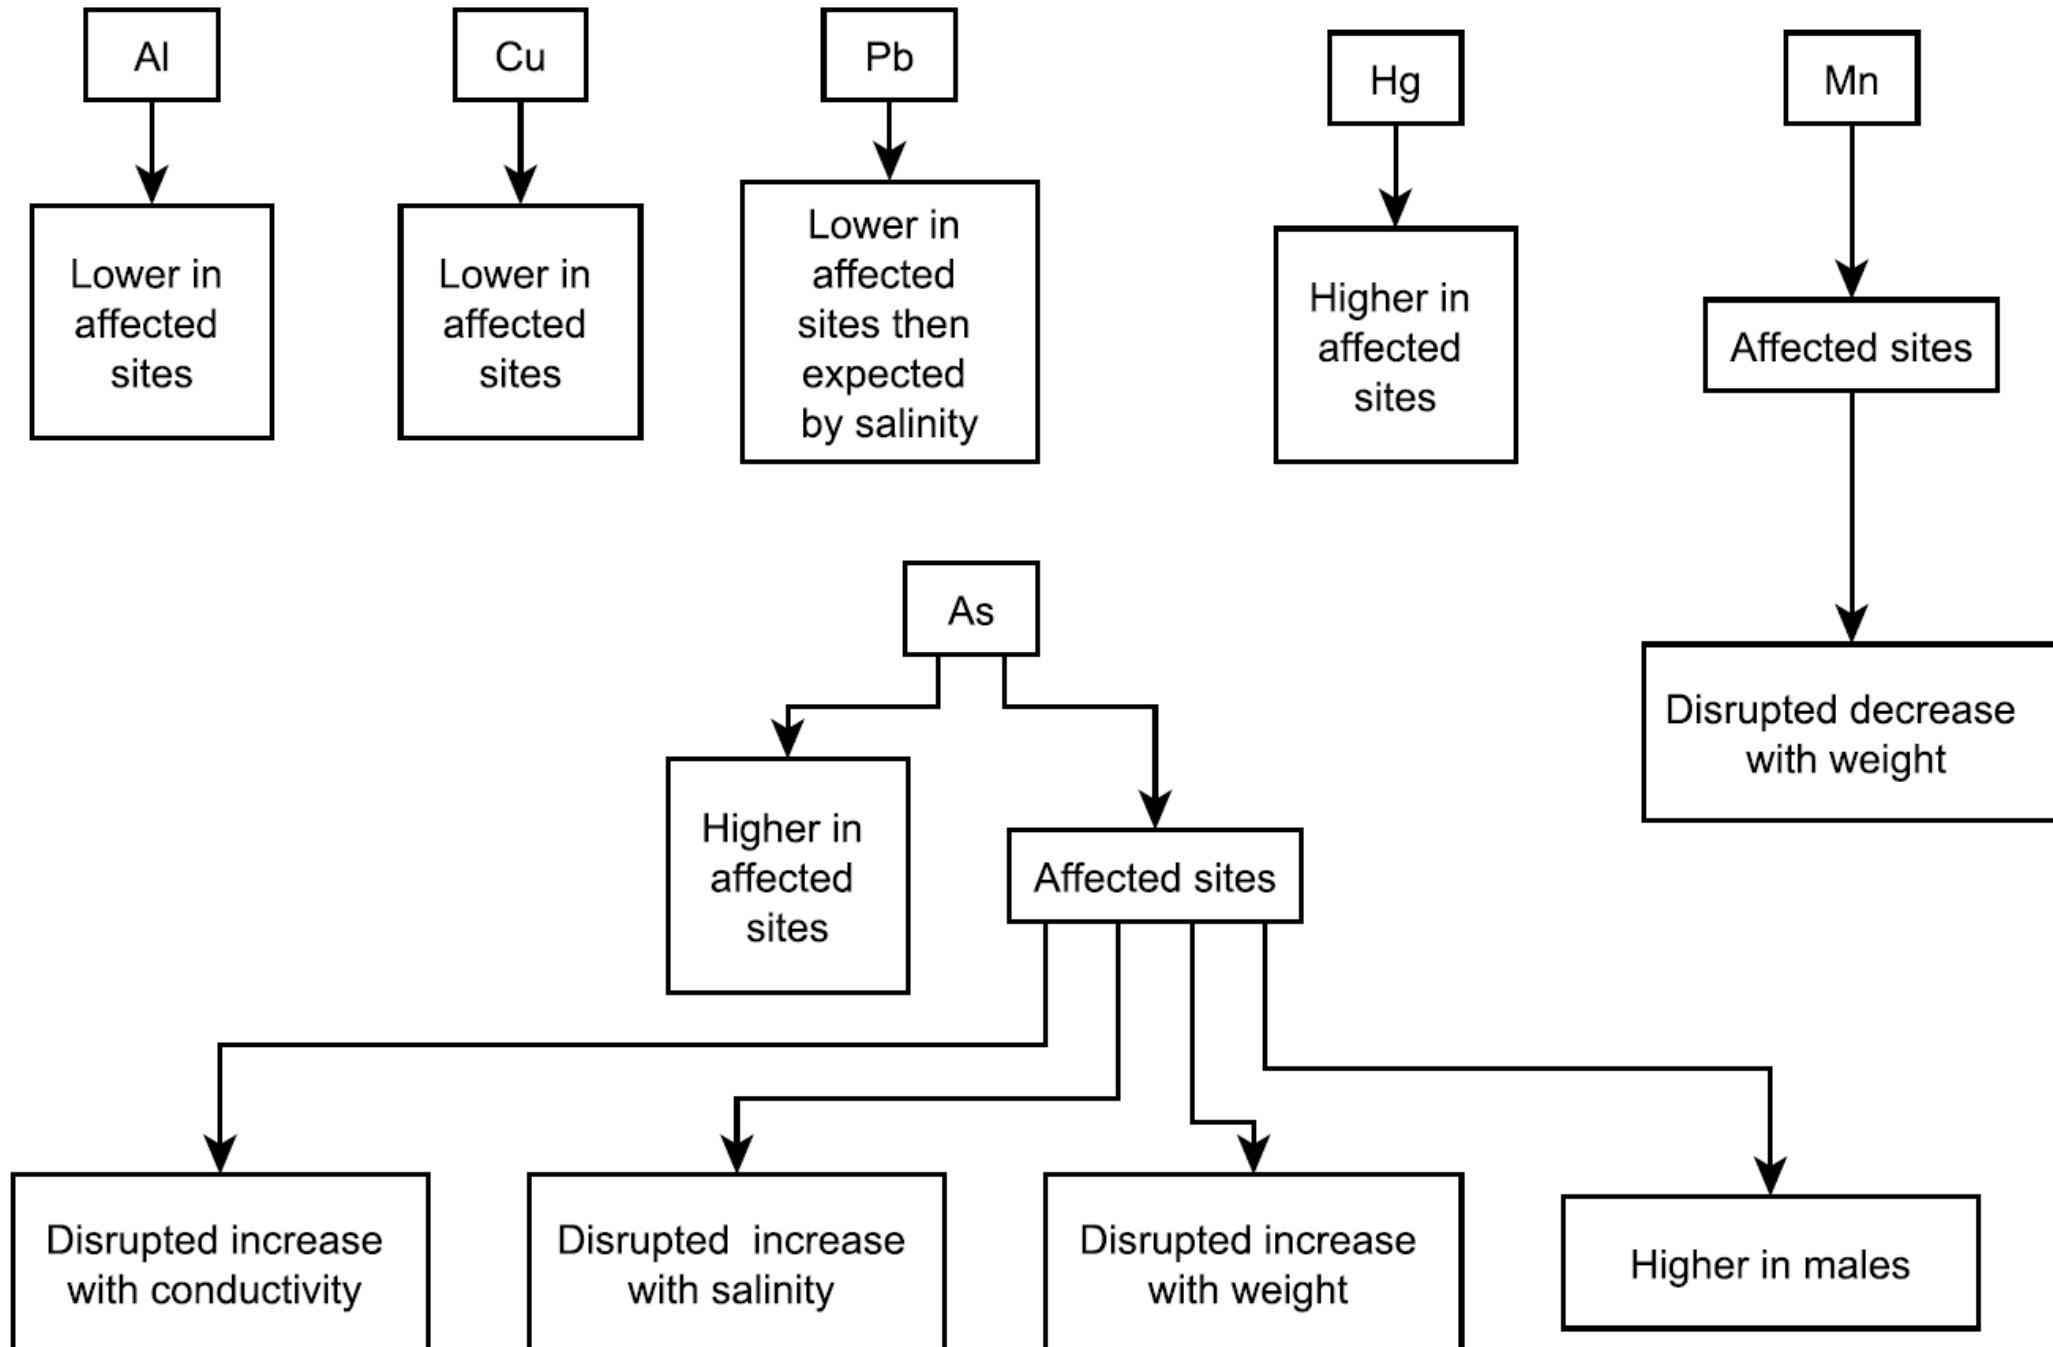 Al
Cu
Pb
Hg
Mn
Lower in
affected
sites
Lower in
affected
sites
Lower in
affected
sites then
expected
by salinity
Higher in
affected
sites
Affected sites
Disrupted decrease
with weight
As
Higher in
affected
sites
Affected sites
Disrupted increase
with conductivity
Disrupted  increase
with salinity
Disrupted increase
with weight
Higher in males